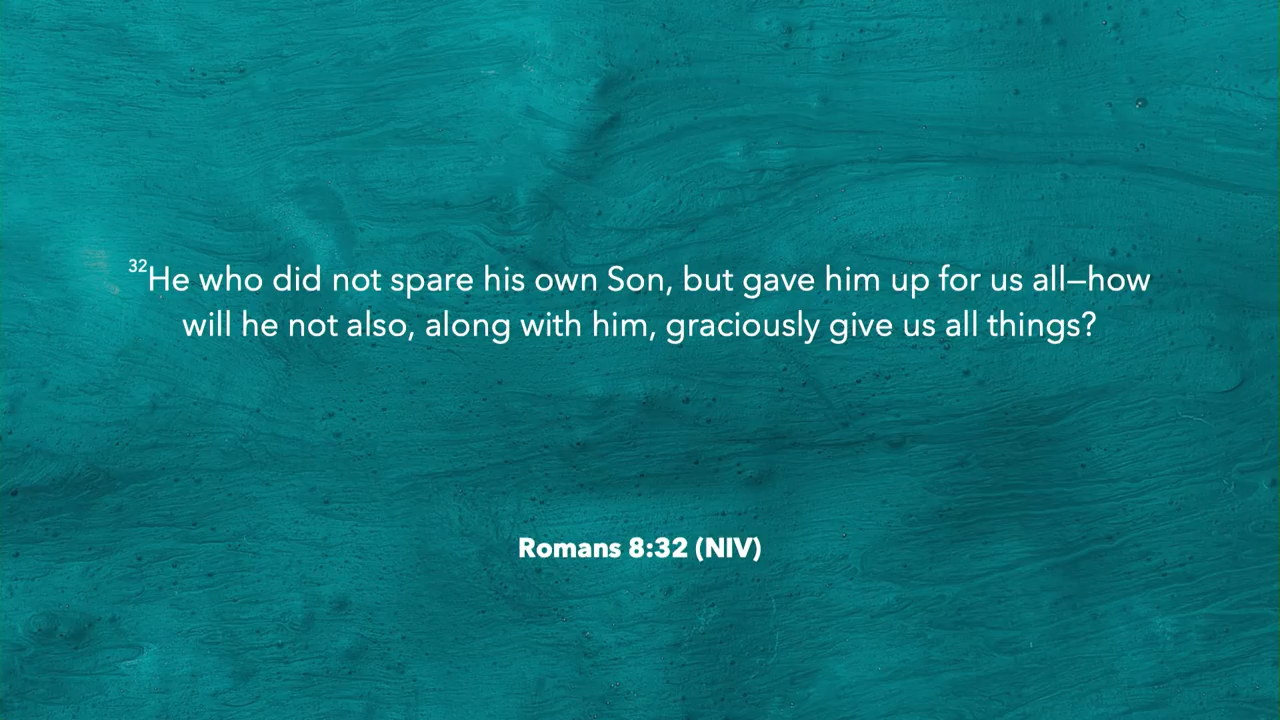 ³²He who did not spare his own Son, but gave him up for us all—how
will he not also, along with him, graciously give us all things?
Romans 8:32 (NIV)